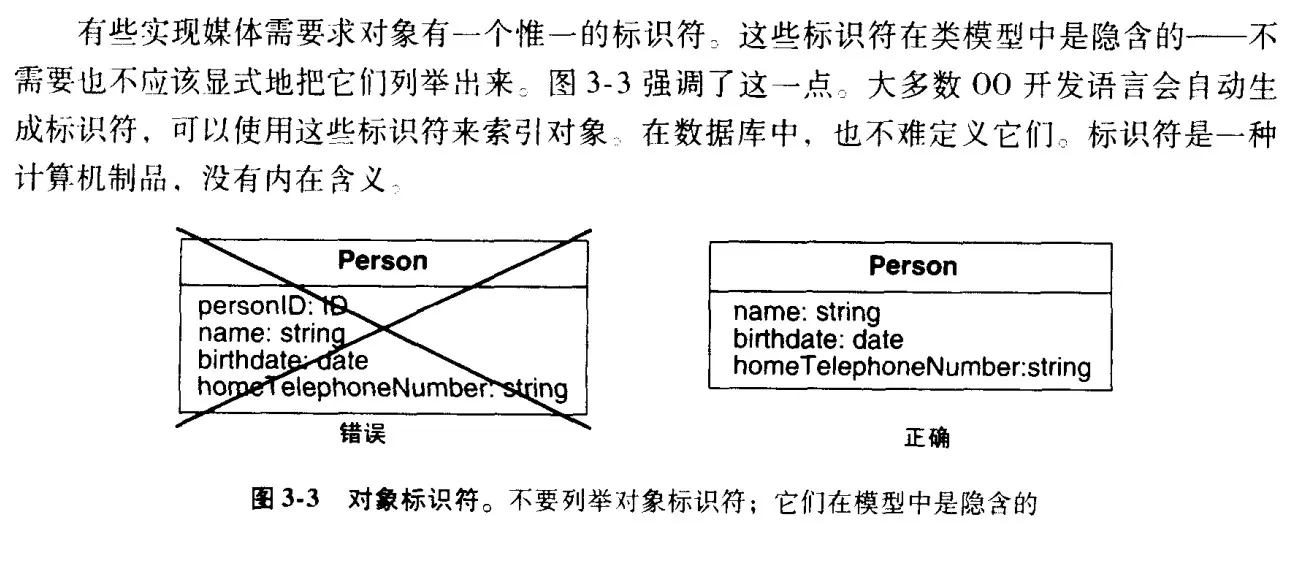 有些实现媒体需要求对象有一个惟一的标识符。这些标识符在类模型中是隐含的——不
需要也不应该显式地把它们列举出来。图 3-3 强调了这一点。大多数 OO 开发语言会自动生
成标识符，可以使用这些标识符来索引对象。在数据库中，也不难定义它们。标识符是一种
计算机制品，没有内在含义。
Person
personID: ID
name: string
birthdate: date
homeTelephoneNumber: string
错误
Person
name: string
birthdate: date
homeTelephoneNumber:string
正确
图 3-3 对象标识符。不要列举对象标识符；它们在模型中是隐含的